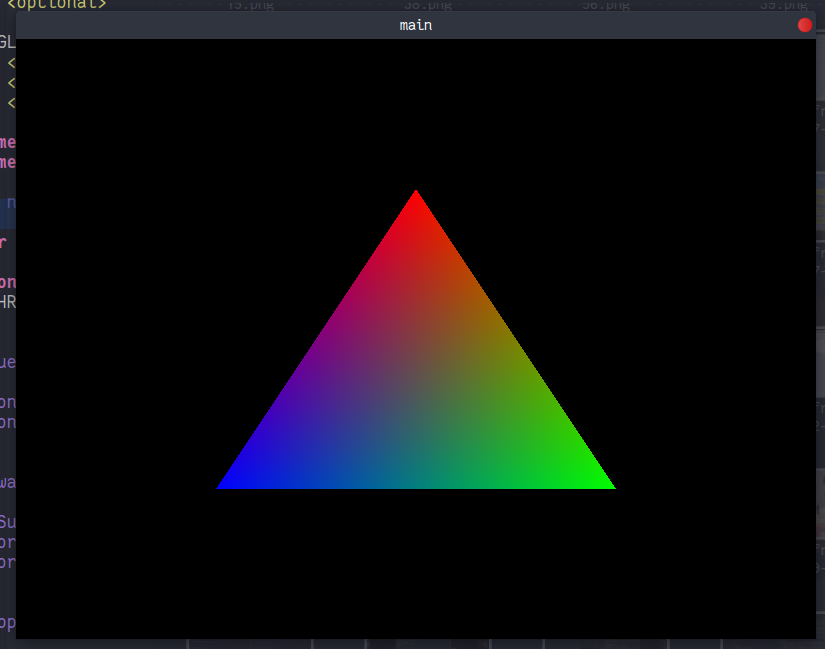 <optional>
15.png 38.png 56.png 35.png
main
GL
<
<
<
me
me
n
r
on
HR
ue
on
on
wa
Su
or
or
op